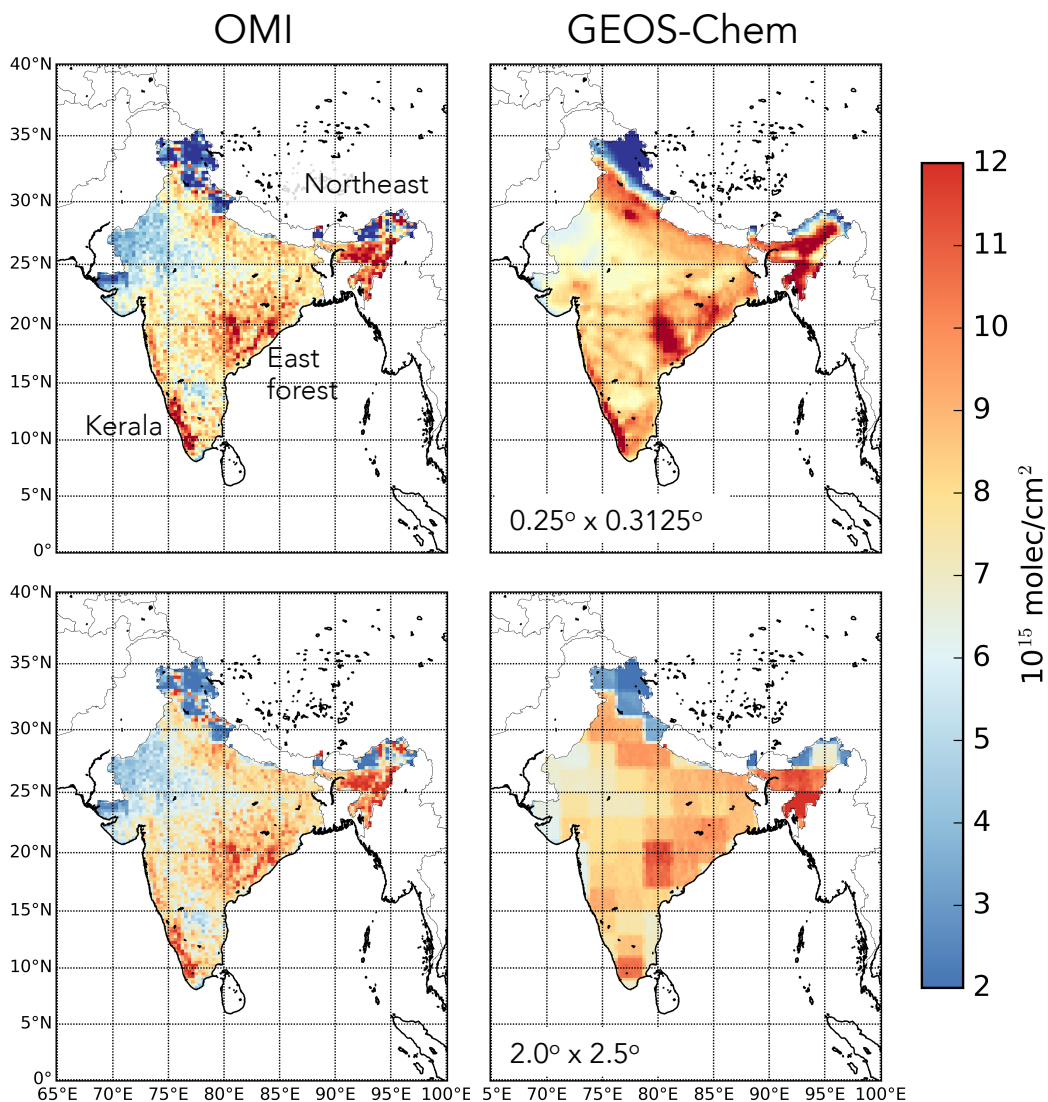 OMI
GEOS-Chem
40°N
35°N
30°N
25°N
20°N
15°N
10°N
5°N
0°
Northeast
East
forest
Kerala
0.25° x 0.3125°
40°N
35°N
30°N
25°N
20°N
15°N
10°N
5°N
0°
65°E 70°E 75°E 80°E 85°E 90°E 95°E 100°E
2.0° x 2.5°
5°E 70°E 75°E 80°E 85°E 90°E 95°E 100°E
12
11
10
9
8
7
6
5
4
3
2
10¹⁵ molec/cm²